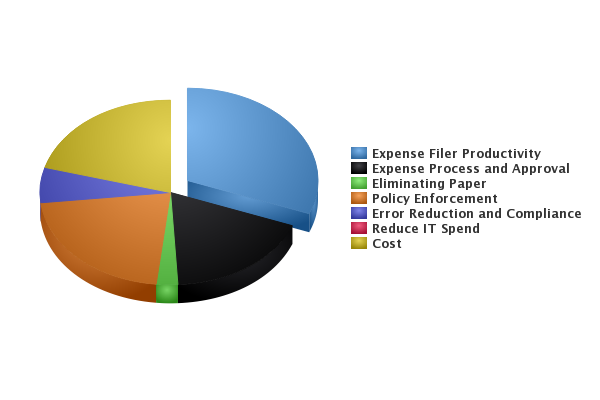 Expense Filer Productivity
Expense Process and Approval
Eliminating Paper
Policy Enforcement
Error Reduction and Compliance
Reduce IT Spend
Cost